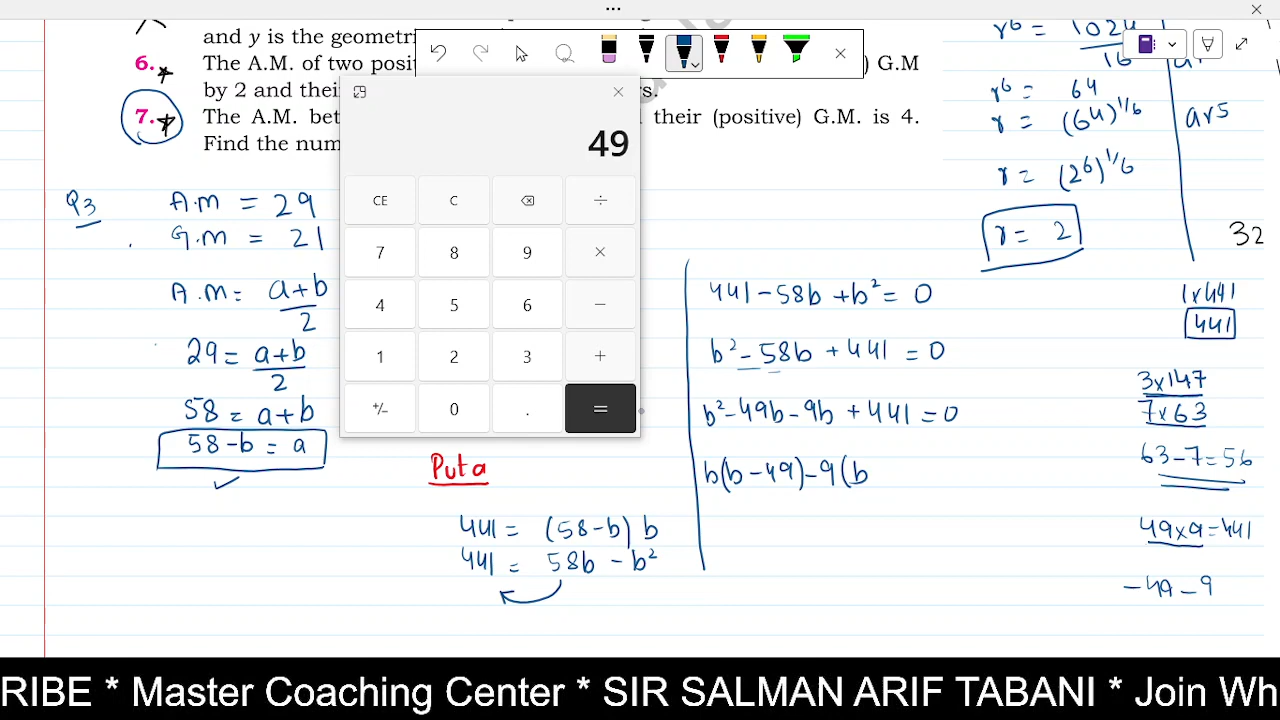 and y is the geometri
6. The A.M. of two posit ) G.M
by 2 and thei rs.
7. The A.M. bet their (positive) G.M. is 4.
Find the num
49
CE C ÷
7 8 9 ×
4 5 6 −
1 2 3 +
+/− 0 . =
Q3
A.M = 29
G.M = 21
A.M = a+b/2
29 = a+b/2
58 = a+b
58-b = a
Put a
441 = (58-b) b
441 = 58b - b²
441 - 58b + b² = 0
b² - 58b + 441 = 0
b² - 49b - 9b + 441 = 0
b(b - 49) - 9(b
r⁶ = 1024/16
r⁶ = 64
r = (64)^1/6
r = (2⁶)^1/6
r = 2
ar5
32
1x441
441
3x147
7x63
63-7=56
49x9=441
-49-9
RIBE * Master Coaching Center * SIR SALMAN ARIF TABANI * Join Wh